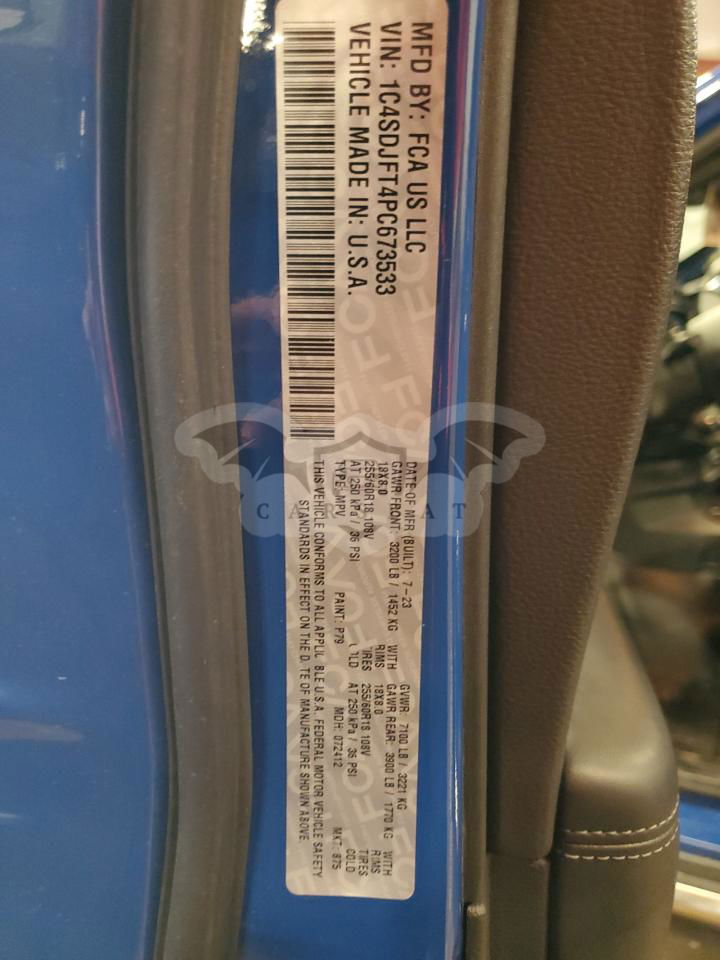 MFD BY: FCA US LLC
VIN: 1C4SDJFT4PC673533
VEHICLE MADE IN: U.S.A.
DATE OF MFR (BUILT): 7-23 GVWR: 7100 LB / 3221 KG
GAWR FRONT: 3200 LB / 1452 KG WITH GAWR REAR: 3900 LB / 1770 KG WITH
18X8.0 RIMS 18X8.0 RIMS
255/60R18 108V TIRES 255/60R18 108V TIRES
AT 250 kPa / 36 PSI COLD AT 250 kPa / 36 PSI COLD
TYPE: MPV PAINT: P79 MDH: 072412 MKT: 875
THIS VEHICLE CONFORMS TO ALL APPLI BLE U.S.A. FEDERAL MOTOR VEHICLE SAFETY
STANDARDS IN EFFECT ON THE D TE OF MANUFACTURE SHOWN ABOVE